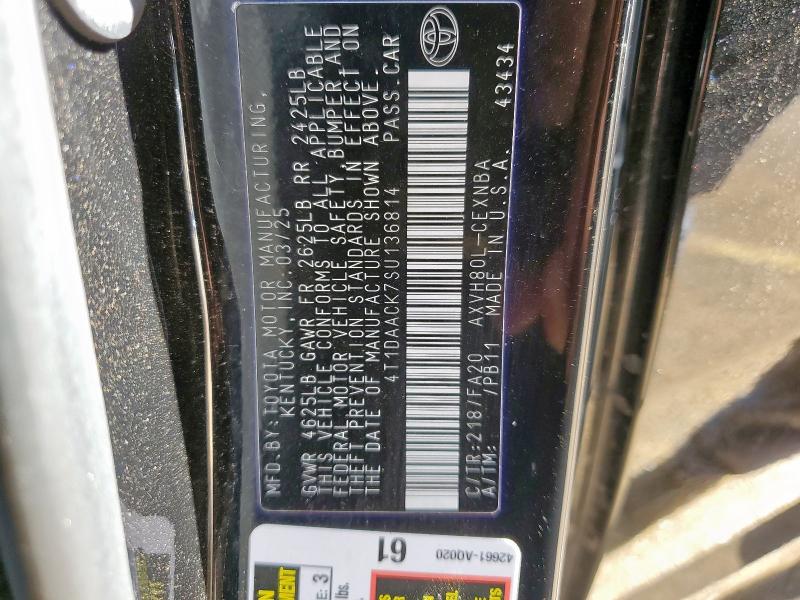 MFD.BY:TOYOTA MOTOR MANUFACTURING,
KENTUCKY, INC. 03/25
GVWR 4625LB GAWR FR 2625LB RR 2425LB
THIS VEHICLE CONFORMS TO ALL APPLICABLE
FEDERAL MOTOR VEHICLE SAFETY, BUMPER AND
THEFT PREVENTION STANDARDS IN EFFECT ON
THE DATE OF MANUFACTURE SHOWN ABOVE.
4T1DAACK7SU136814 PASS.CAR
C/TR:218/FA20 AXVH80L-CEXNBA
A/TM: /PB11 MADE IN U.S.A. 43434
61
42661-A0020
E: 3
lbs.